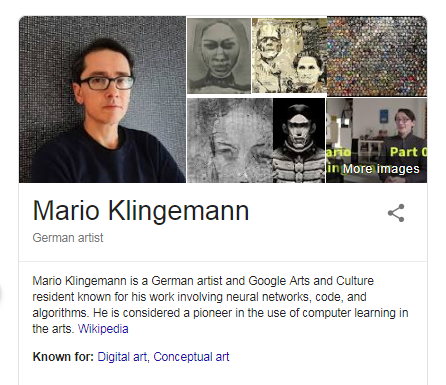 ario Part 0
ing
More images
Mario Klingemann
German artist
Mario Klingemann is a German artist and Google Arts and Culture
resident known for his work involving neural networks, code, and
algorithms. He is considered a pioneer in the use of computer learning in
the arts. Wikipedia
Known for: Digital art, Conceptual art